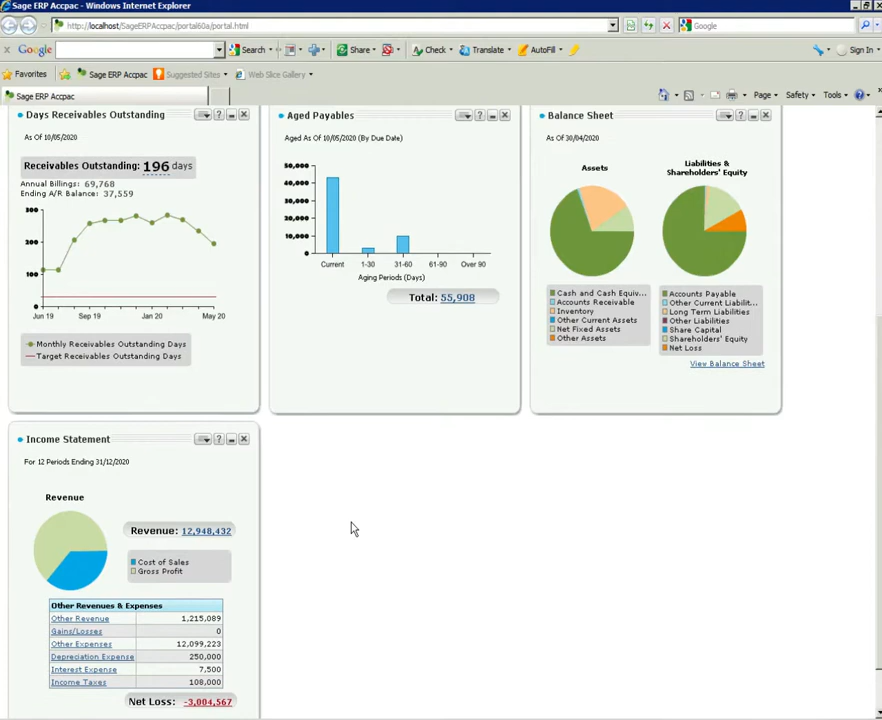 Sage ERP Accpac - Windows Internet Explorer
http://localhost/SageERPAccpac/portal60a/portal.html
Google
x Google Search Share Check Translate AutoFill Sign In
Favorites Sage ERP Accpac Suggested Sites Web Slice Gallery
Sage ERP Accpac Page Safety Tools
Days Receivables Outstanding
As Of 10/05/2020
Receivables Outstanding: 196 days
Annual Billings: 69,768
Ending A/R Balance: 37,559
300
200
100
0
Jun 19 Sep 19 Jan 20 May 20
Monthly Receivables Outstanding Days
Target Receivables Outstanding Days
Aged Payables
Aged As Of 10/05/2020 (By Due Date)
50,000
40,000
30,000
20,000
10,000
0
Current 1-30 31-60 61-90 Over 90
Aging Periods (Days)
Total: 55,908
Balance Sheet
As Of 30/04/2020
Assets
Liabilities &
Shareholders' Equity
Cash and Cash Equiv...
Accounts Receivable
Inventory
Other Current Assets
Net Fixed Assets
Other Assets
Accounts Payable
Other Current Liabilit...
Long Term Liabilities
Other Liabilities
Share Capital
Shareholders' Equity
Net Loss
View Balance Sheet
Income Statement
For 12 Periods Ending 31/12/2020
Revenue
Revenue: 12,948,432
Cost of Sales
Gross Profit
Other Revenues & Expenses
Other Revenue 1,215,089
Gains/Losses 0
Other Expenses 12,099,223
Depreciation Expense 250,000
Interest Expense 7,500
Income Taxes 108,000
Net Loss: -3,004,567